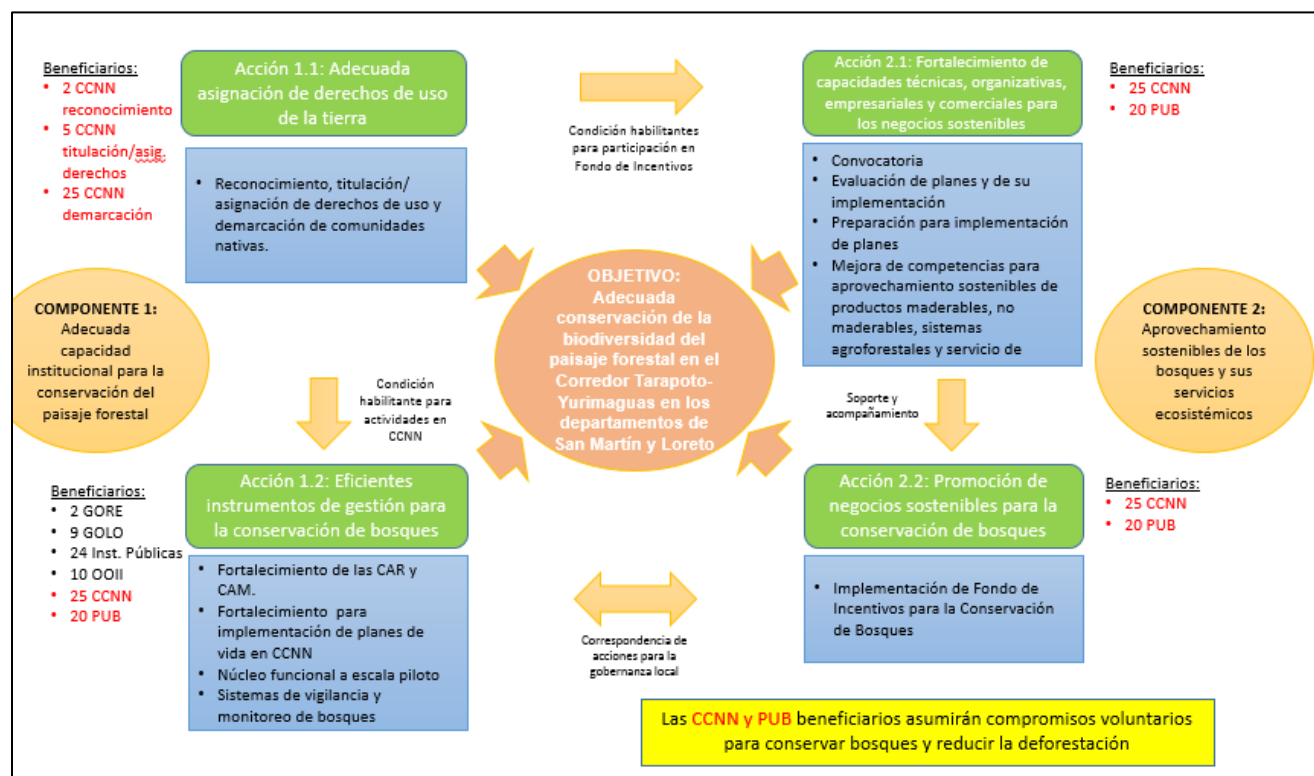 Beneficiarios:
• 2 CCNN
reconocimiento
• 5 CCNN
titulación/asig.
derechos
• 25 CCNN
demarcación
Acción 1.1: Adecuada
asignación de derechos de uso
de la tierra
• Reconocimiento, titulación/
asignación de derechos de uso y
demarcación de comunidades
nativas.
Condición habilitantes
para participación en
Fondo de Incentivos
Acción 2.1: Fortalecimiento de
capacidades técnicas, organizativas,
empresariales y comerciales para
los negocios sostenibles
• Convocatoria
• Evaluación de planes y de su
implementación
• Preparación para implementación
de planes
• Mejora de competencias para
aprovechamiento sostenibles de
productos maderables, no
maderables, sistemas
agroforestales y servicio de
Beneficiarios:
• 25 CCNN
• 20 PUB
COMPONENTE 1:
Adecuada
capacidad
institucional para la
conservación del
paisaje forestal
OBJETIVO:
Adecuada
conservación de la
biodiversidad del
paisaje forestal en el
Corredor Tarapoto-
Yurimaguas en los
departamentos de
San Martín y Loreto
COMPONENTE 2:
Aprovechamiento
sostenibles de los
bosques y sus
servicios
ecosistémicos
Condición
habilitante para
actividades en
CCNN
Soporte y
acompañamiento
Beneficiarios:
• 2 GORE
• 9 GOLO
• 24 Inst. Públicas
• 10 OOII
• 25 CCNN
• 20 PUB
Acción 1.2: Eficientes
instrumentos de gestión para
la conservación de bosques
• Fortalecimiento de las CAR y
CAM.
• Fortalecimiento para
implementación de planes de
vida en CCNN
• Núcleo funcional a escala piloto
• Sistemas de vigilancia y
monitoreo de bosques
Correspondencia de
acciones para la
gobernanza local
Acción 2.2: Promoción de
negocios sostenibles para la
conservación de bosques
• Implementación de Fondo de
Incentivos para la Conservación
de Bosques
Beneficiarios:
• 25 CCNN
• 20 PUB
Las CCNN y PUB beneficiarios asumirán compromisos voluntarios
para conservar bosques y reducir la deforestación